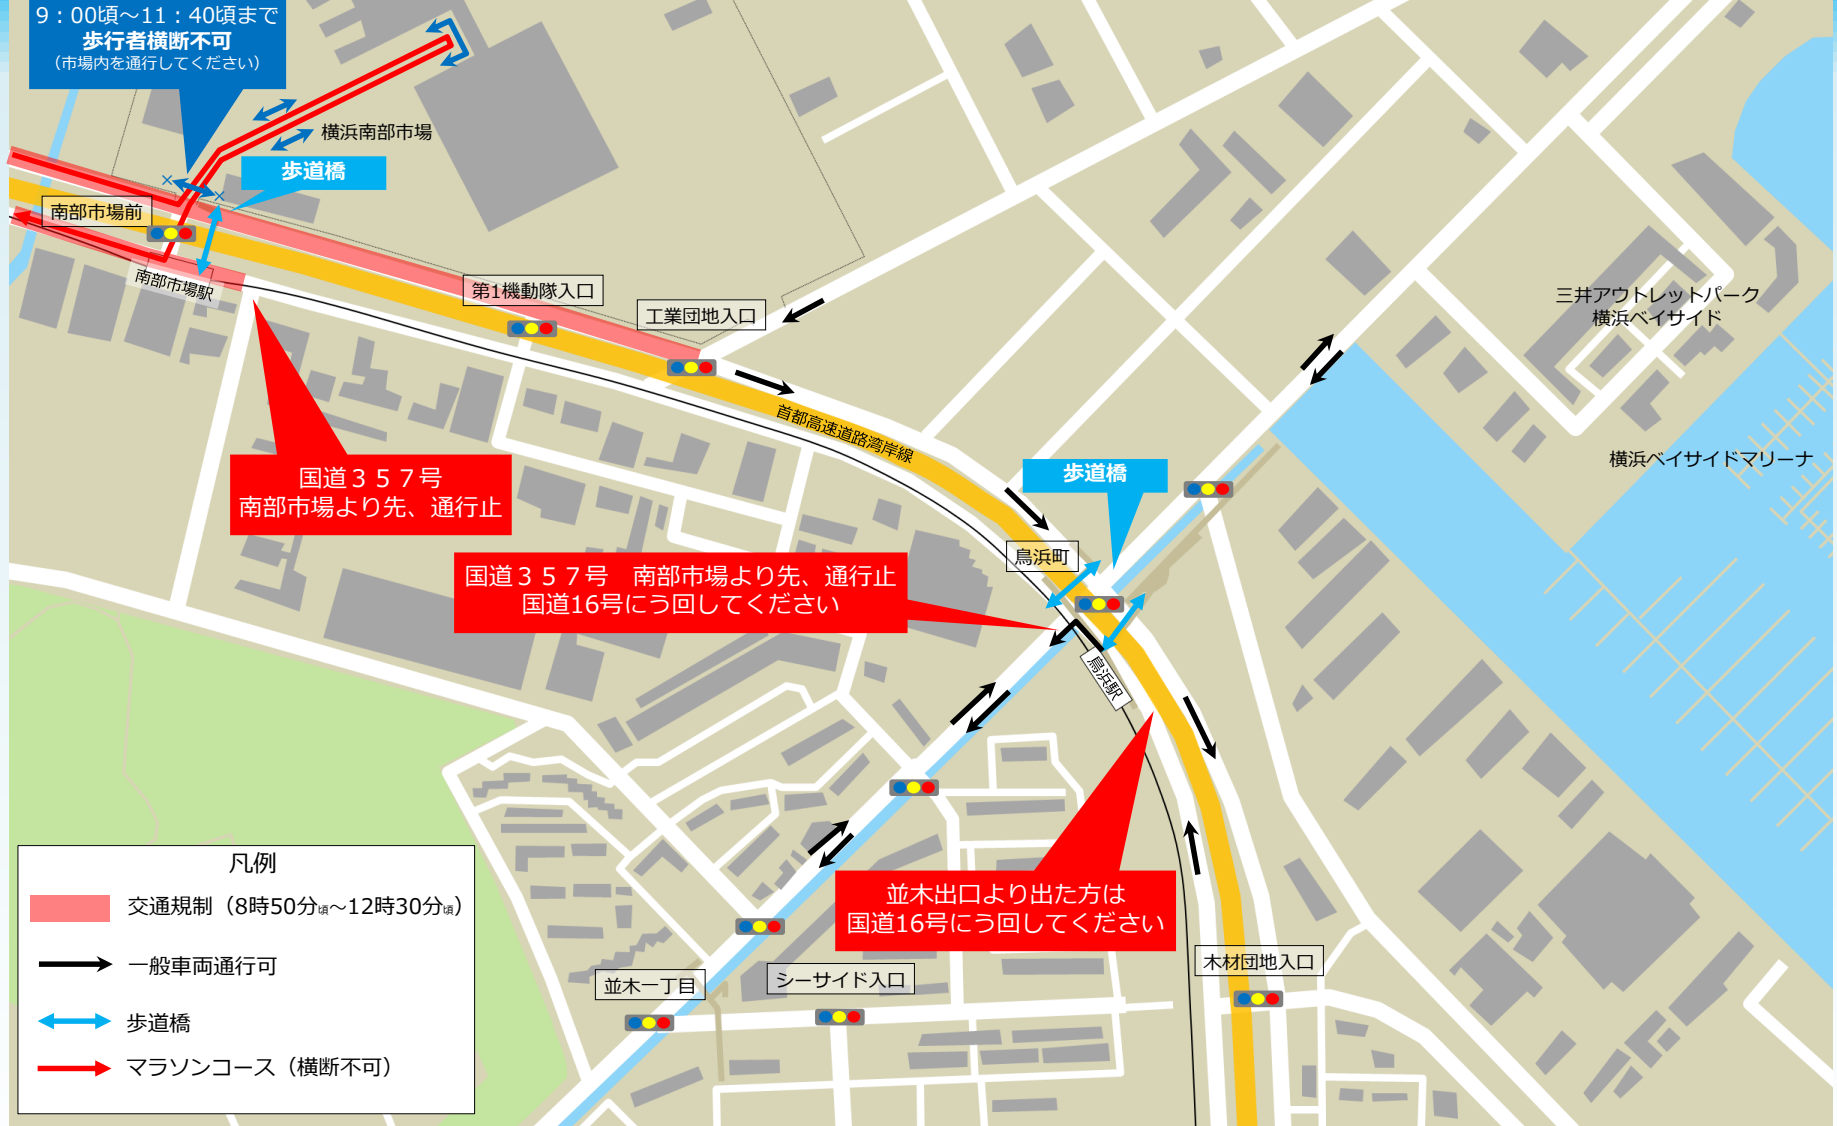 9：00頃～11：40頃まで
歩行者横断不可
（市場内を通行してください）
横浜南部市場
歩道橋
南部市場前
南部市場駅
第1機動隊入口
工業団地入口
首都高速道路湾岸線
三井アウトレットパーク
横浜ベイサイド
横浜ベイサイドマリーナ
国道３５７号
南部市場より先、通行止
歩道橋
鳥浜町
国道３５７号　南部市場より先、通行止
国道16号にう回してください
鳥浜駅
並木出口より出た方は
国道16号にう回してください
木材団地入口
シーサイド入口
並木一丁目
凡例
交通規制（8時50分頃～12時30分頃）
一般車両通行可
歩道橋
マラソンコース（横断不可）